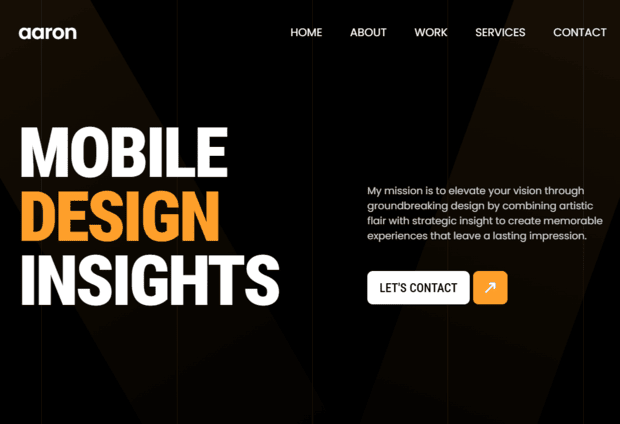 aaron
HOME
ABOUT
WORK
SERVICES
CONTACT
MOBILE
DESIGN
INSIGHTS
My mission is to elevate your vision through
groundbreaking design by combining artistic
flair with strategic insight to create memorable
experiences that leave a lasting impression.
LET'S CONTACT